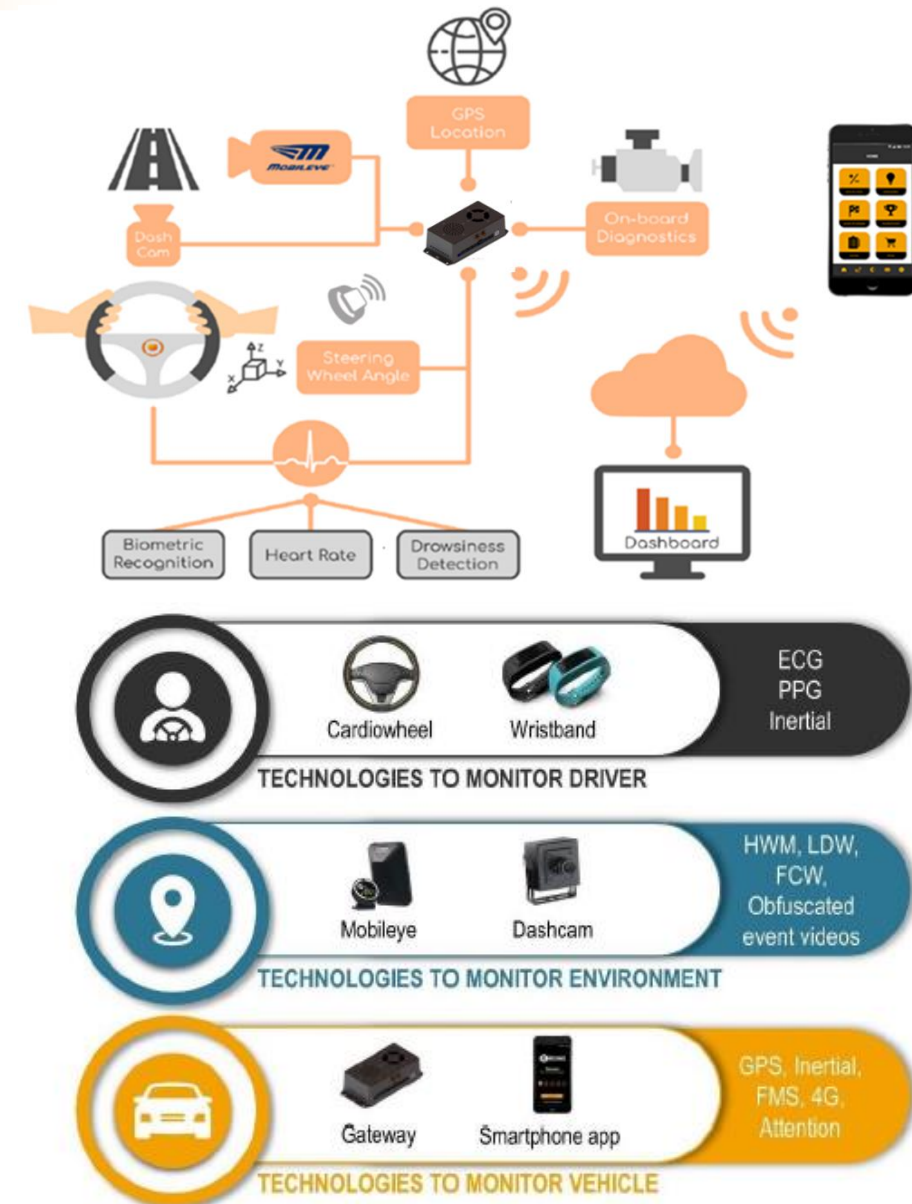 GPS
Location
MOBILEYE
Dash
Cam
On-board
Diagnostics
Z
Y
X
Steering
Wheel Angle
Biometric
Recognition
Heart Rate
Drowsiness
Detection
Dashboard
Cardiowheel
Wristband
ECG
PPG
Inertial
TECHNOLOGIES TO MONITOR DRIVER
Mobileye
Dashcam
HWM, LDW,
FCW,
Obfuscated
event videos
TECHNOLOGIES TO MONITOR ENVIRONMENT
Gateway
Smartphone app
GPS, Inertial,
FMS, 4G,
Attention
TECHNOLOGIES TO MONITOR VEHICLE